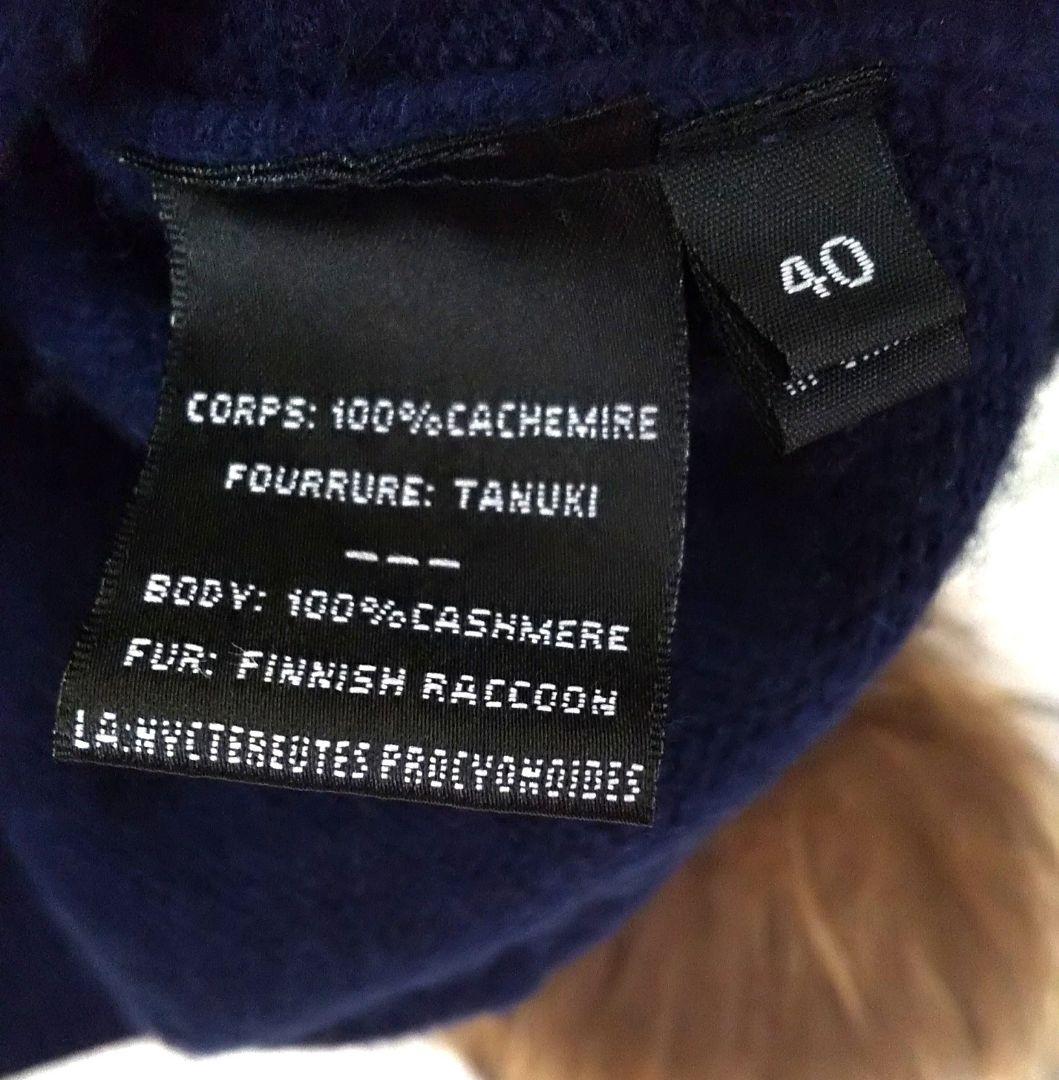 CORPS: 100%CACHEMIRE
FOURRURE: TANUKI
---
BODY: 100%CASHMERE
FUR: FINNISH RACCOON
LA:NYCTEREUTES PROCYONOIDES
40